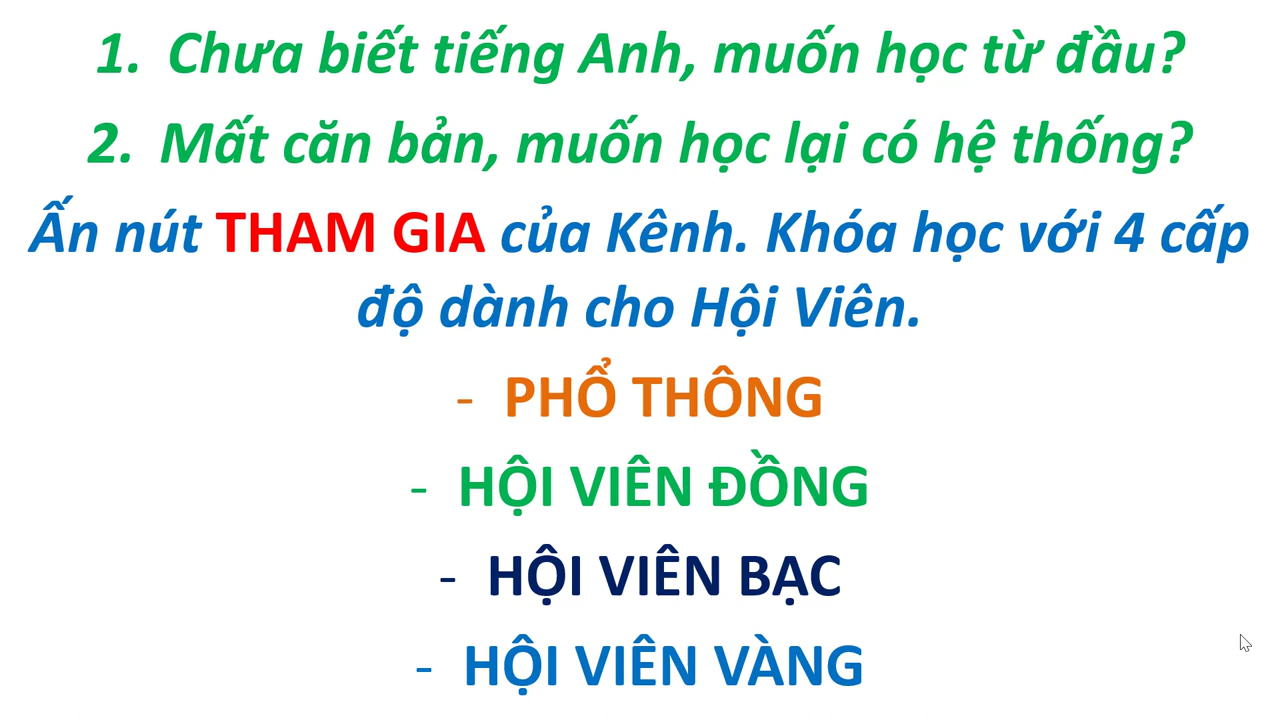 1. Chưa biết tiếng Anh, muốn học từ đầu?
2. Mất căn bản, muốn học lại có hệ thống?
Ấn nút THAM GIA của Kênh. Khóa học với 4 cấp
độ dành cho Hội Viên.
- PHỔ THÔNG
- HỘI VIÊN ĐỒNG
- HỘI VIÊN BẠC
- HỘI VIÊN VÀNG